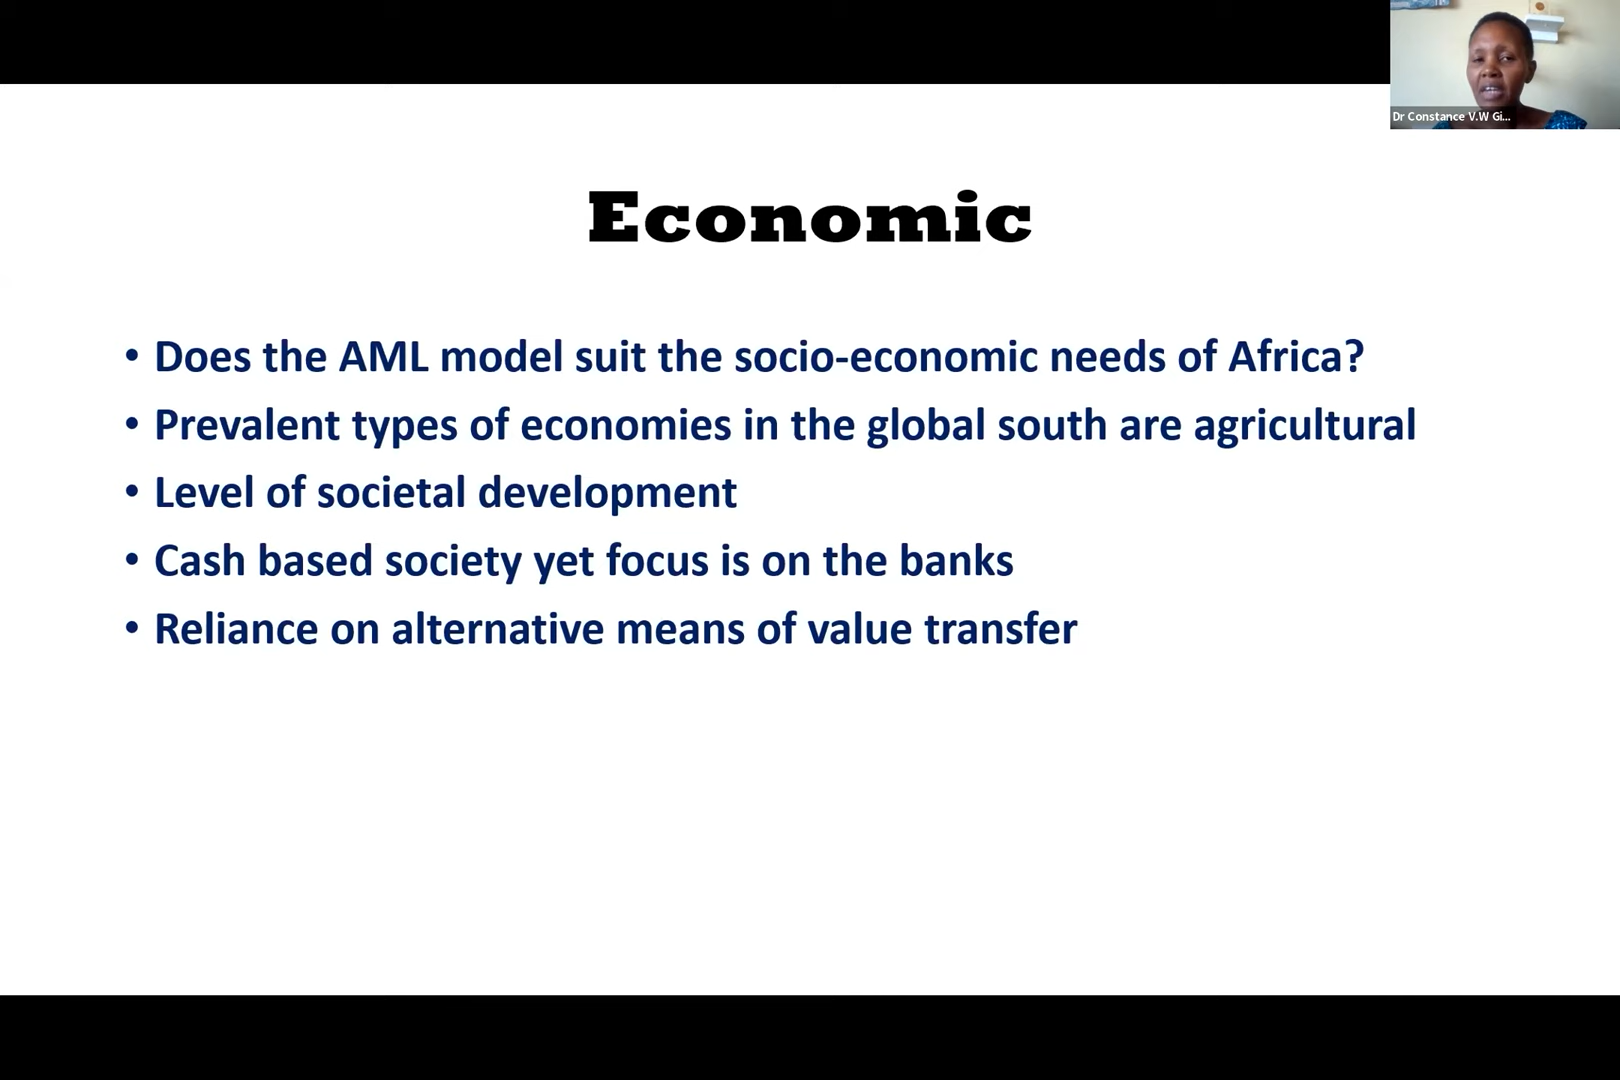 Dr Constance V.W Gi...
Economic
• Does the AML model suit the socio-economic needs of Africa?
• Prevalent types of economies in the global south are agricultural
• Level of societal development
• Cash based society yet focus is on the banks
• Reliance on alternative means of value transfer